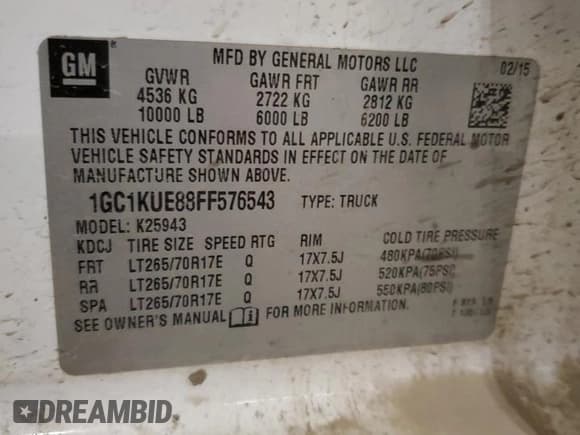 GM
MFD BY GENERAL MOTORS LLC 02/15
GVWR GAWR FRT GAWR RR
4536 KG 2722 KG 2812 KG
10000 LB 6000 LB 6200 LB
THIS VEHICLE CONFORMS TO ALL APPLICABLE U.S. FEDERAL MOTOR
VEHICLE SAFETY STANDARDS IN EFFECT ON THE DATE OF
MANUFACTURE SHOWN ABOVE.
1GC1KUE88FF576543 TYPE: TRUCK
MODEL: K25943
KDCJ TIRE SIZE SPEED RTG RIM COLD TIRE PRESSURE
FRT LT265/70R17E Q 17X7.5J 480KPA(70PSI)
RR LT265/70R17E Q 17X7.5J 520KPA(75PSI)
SPA LT265/70R17E Q 17X7.5J 550KPA(80PSI)
SEE OWNER'S MANUAL FOR MORE INFORMATION.
DREAMBID